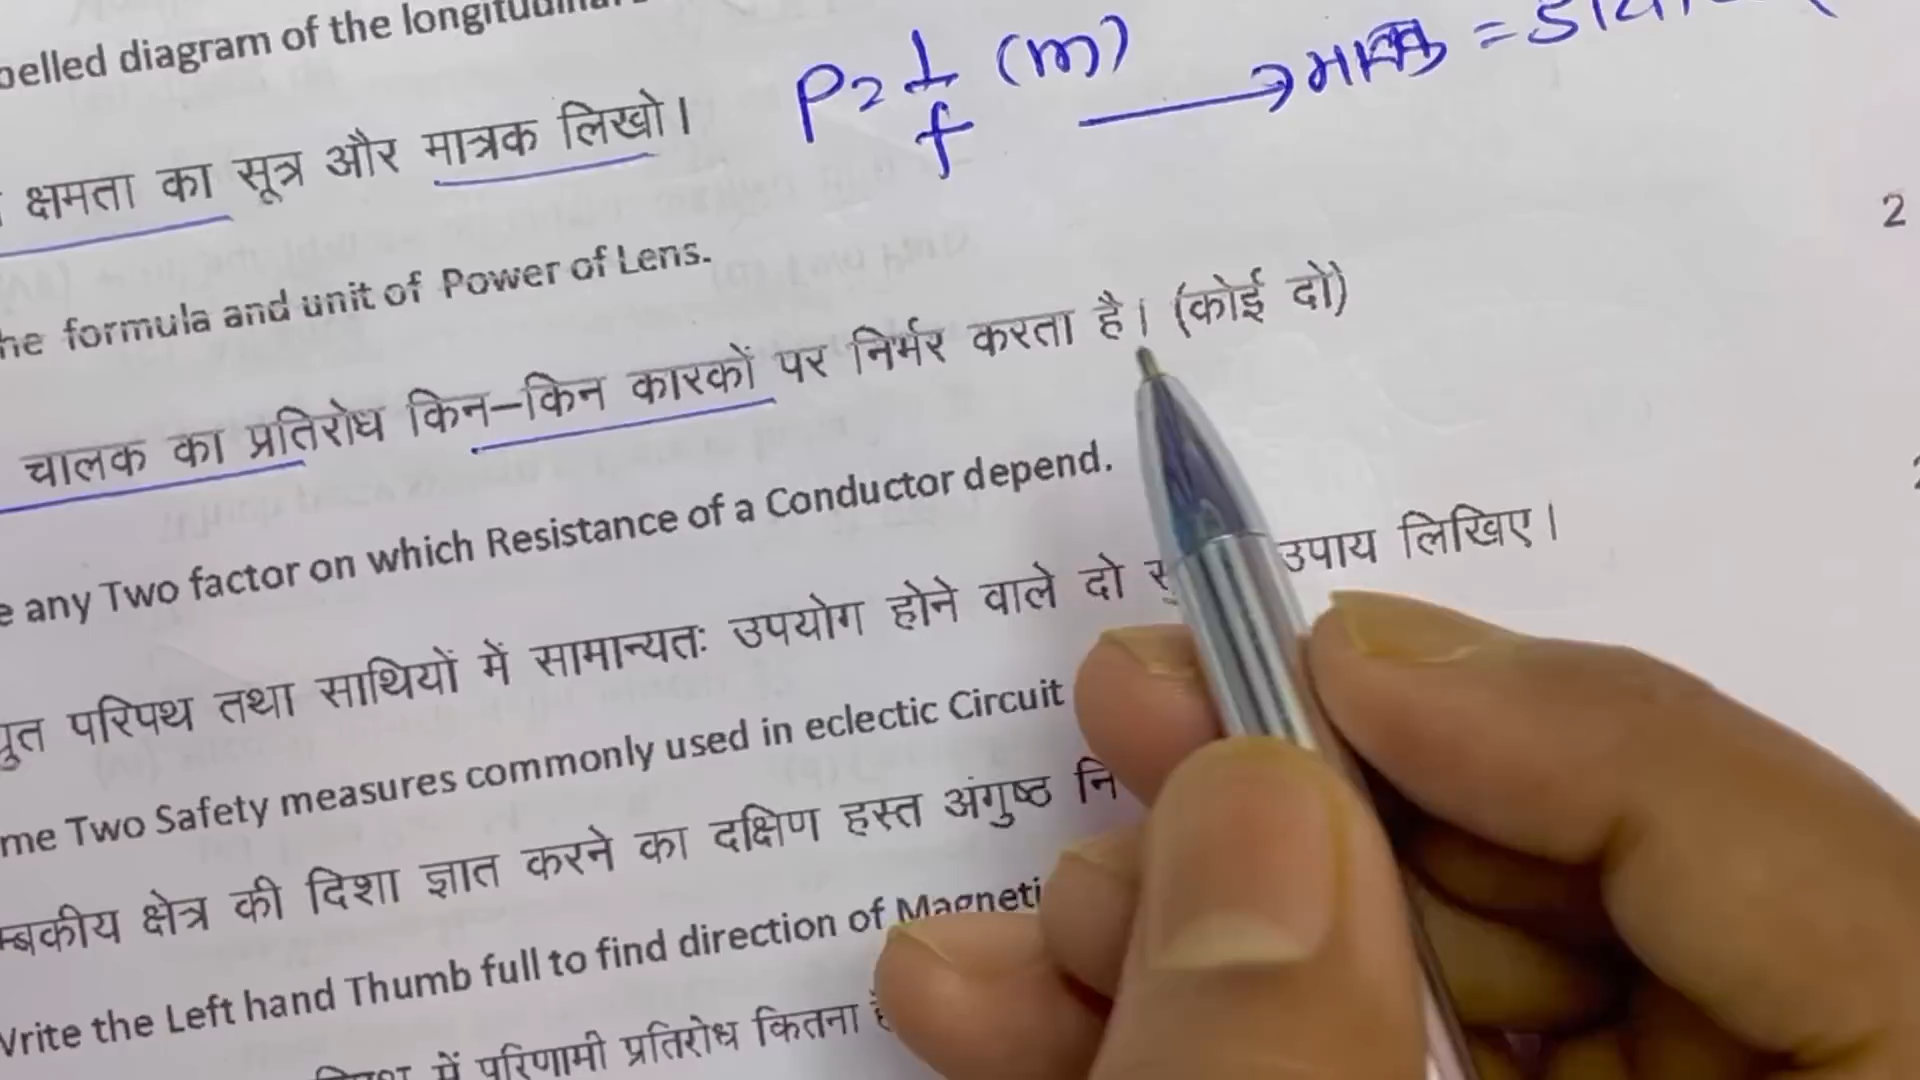 belled diagram of the
P = 1/f (m) → मात्रक =
क्षमता का सूत्र और मात्रक लिखो।
2
he formula and unit of Power of Lens.
चालक का प्रतिरोध किन–किन कारकों पर निर्भर करता है। (कोई दो)
e any Two factor on which Resistance of a Conductor depend.
परिपथ तथा साथियों में सामान्यतः उपयोग होने वाले दो उपाय लिखिए।
me Two Safety measures commonly used in eclectic Circuit
म्बकीय क्षेत्र की दिशा ज्ञात करने का दक्षिण हस्त अंगुष्ठ नि
Write the Left hand Thumb full to find direction of Magneti
में परिणामी प्रतिरोध कितना